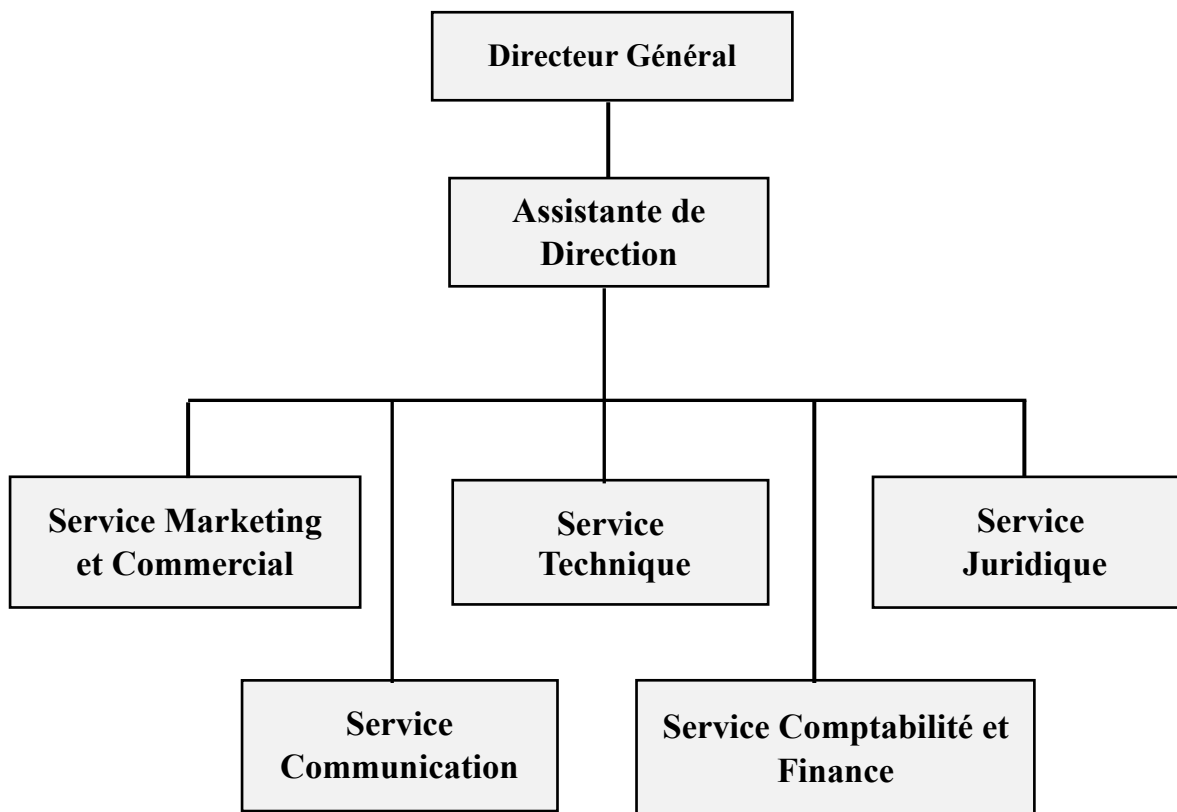 Directeur Général
Assistante de
Direction
Service Marketing
et Commercial
Service
Technique
Service
Juridique
Service
Communication
Service Comptabilité et
Finance